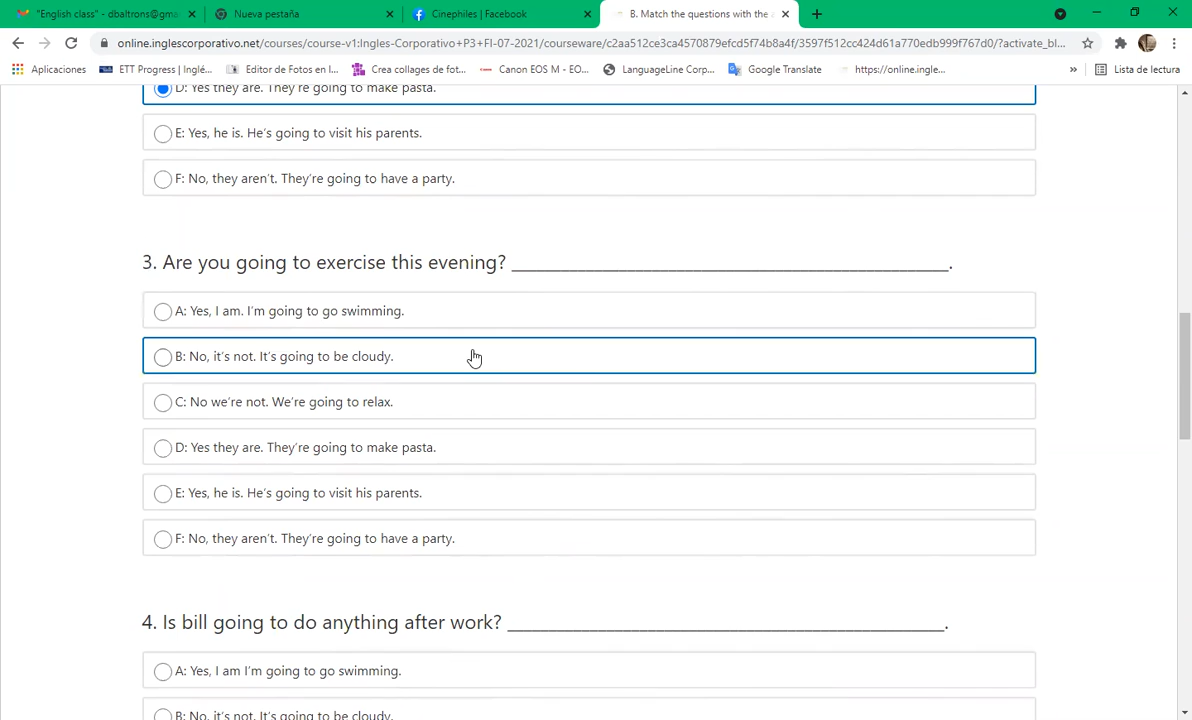 "English class" - dbaltrons@gma
Nueva pestaña
Cinephiles | Facebook
B. Match the questions with the a
online.inglescorporativo.net/courses/course-v1:Ingles-Corporativo+P3+FI-07-2021/courseware/c2aa512ce3ca4570879efcd5f74b8a4f/3597f512cc424d61a770edb999f767d0/?activate_bl...
Aplicaciones
ETT Progress | Inglé...
Editor de Fotos en l...
Crea collages de fot...
Canon EOS M - EO...
LanguageLine Corp...
Google Translate
https://online.ingle...
»
Lista de lectura
D: Yes they are. They're going to make pasta.
E: Yes, he is. He's going to visit his parents.
F: No, they aren't. They're going to have a party.
3. Are you going to exercise this evening? ______________________________________________.
A: Yes, I am. I'm going to go swimming.
B: No, it's not. It's going to be cloudy.
C: No we're not. We're going to relax.
D: Yes they are. They're going to make pasta.
E: Yes, he is. He's going to visit his parents.
F: No, they aren't. They're going to have a party.
4. Is bill going to do anything after work? ______________________________________________.
A: Yes, I am I'm going to go swimming.
B: No, it's not. It's going to be cloudy.